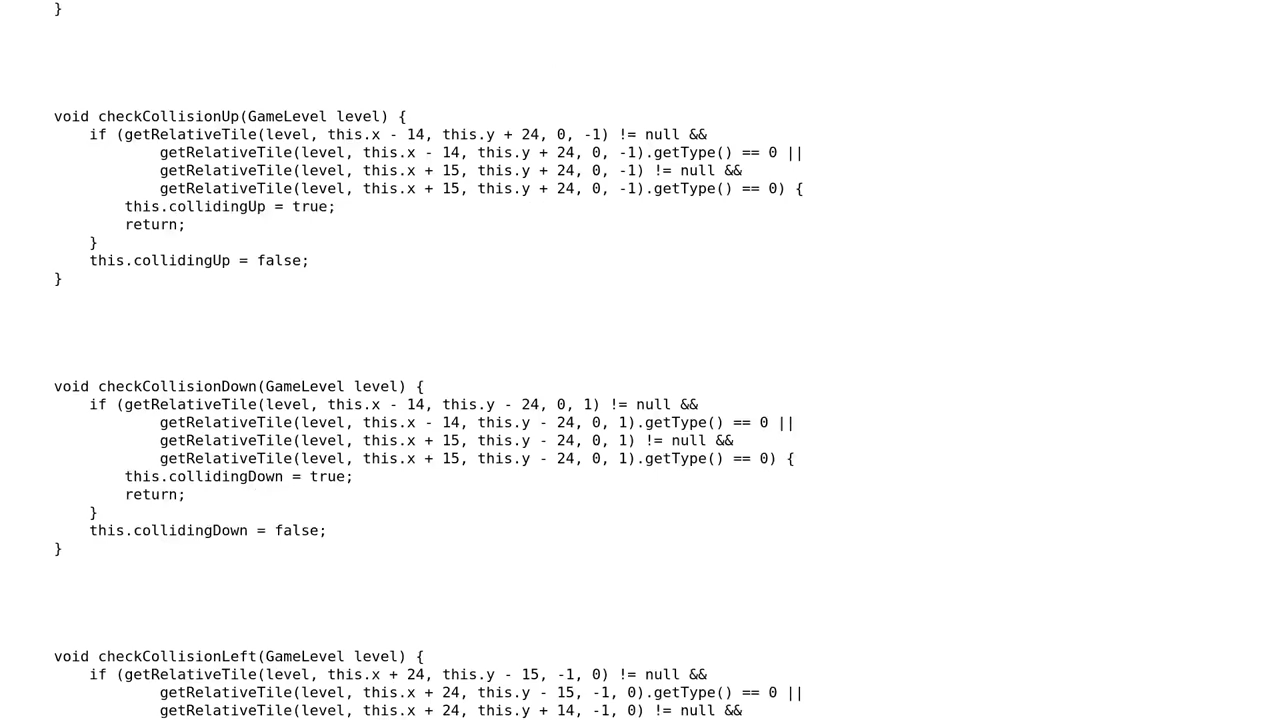 }
void checkCollisionUp(GameLevel level) {
if (getRelativeTile(level, this.x - 14, this.y + 24, 0, -1) != null &&
getRelativeTile(level, this.x - 14, this.y + 24, 0, -1).getType() == 0 ||
getRelativeTile(level, this.x + 15, this.y + 24, 0, -1) != null &&
getRelativeTile(level, this.x + 15, this.y + 24, 0, -1).getType() == 0) {
this.collidingUp = true;
return;
}
this.collidingUp = false;
}
void checkCollisionDown(GameLevel level) {
if (getRelativeTile(level, this.x - 14, this.y - 24, 0, 1) != null &&
getRelativeTile(level, this.x - 14, this.y - 24, 0, 1).getType() == 0 ||
getRelativeTile(level, this.x + 15, this.y - 24, 0, 1) != null &&
getRelativeTile(level, this.x + 15, this.y - 24, 0, 1).getType() == 0) {
this.collidingDown = true;
return;
}
this.collidingDown = false;
}
void checkCollisionLeft(GameLevel level) {
if (getRelativeTile(level, this.x + 24, this.y - 15, -1, 0) != null &&
getRelativeTile(level, this.x + 24, this.y - 15, -1, 0).getType() == 0 ||
getRelativeTile(level, this.x + 24, this.y + 14, -1, 0) != null &&